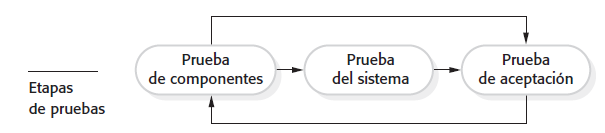 Prueba
de componentes
Prueba
del sistema
Prueba
de aceptación
Etapas
de pruebas